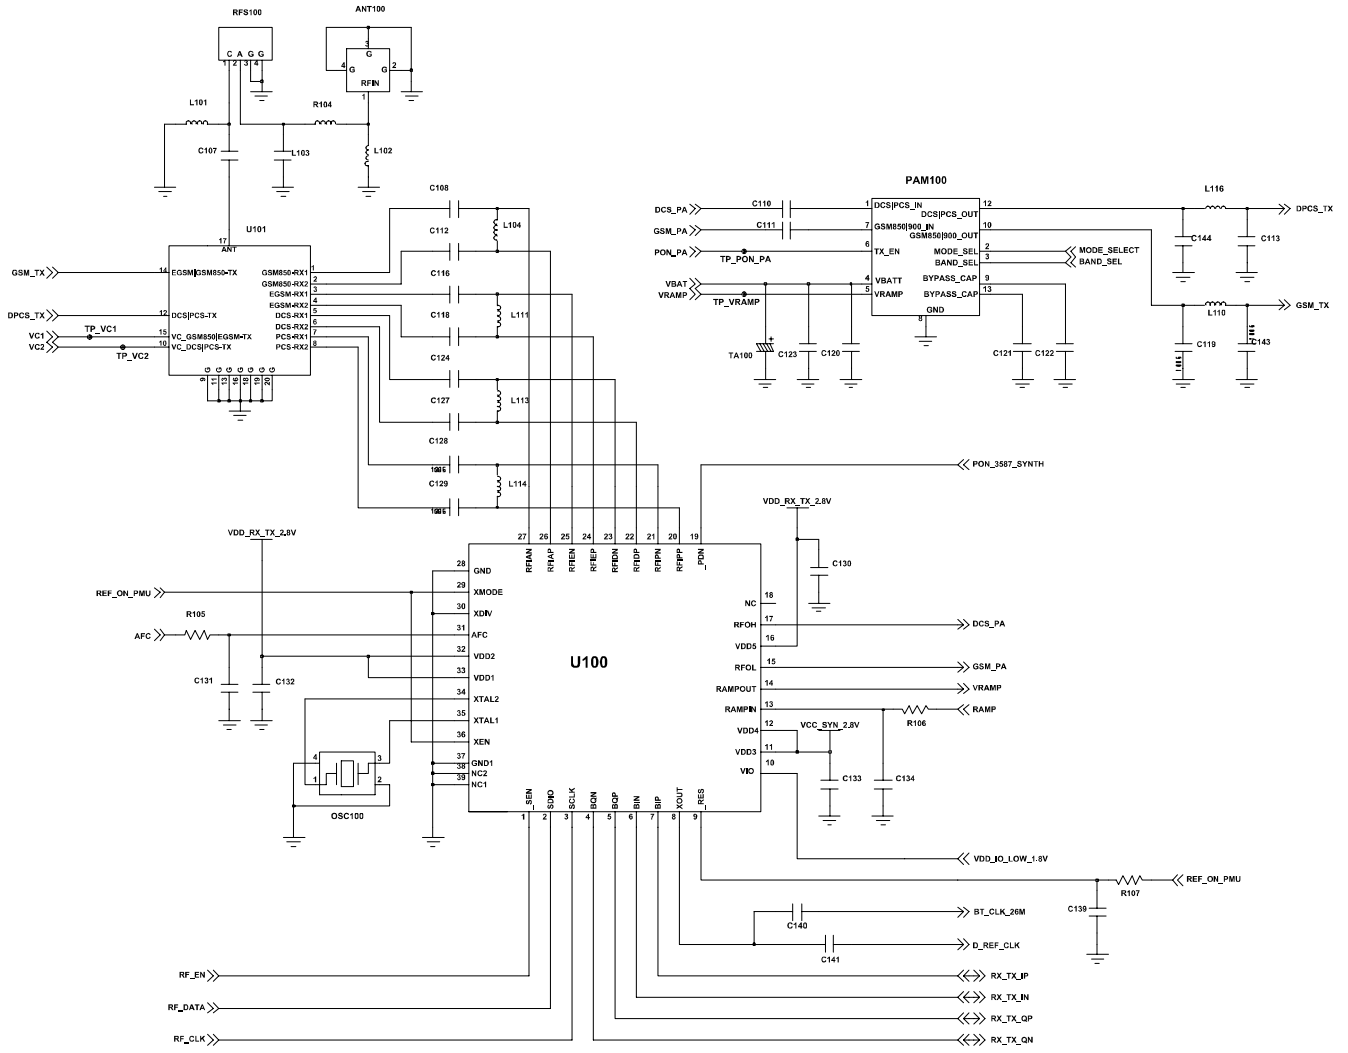 RFS100
C A G G
1 2 3 4
ANT100
3
G
4 G
G 2
RFIN
1
L101
R104
C107
L103
L102
U101
17
ANT
GSM_TX
14 EGSM|GSM850-TX
DPCS_TX
12 DCS|PCS-TX
VC1
TP_VC1
15 VC_GSM850|EGSM-TX
VC2
TP_VC2
10 VC_DCS|PCS-TX
GSM850-RX1 1
GSM850-RX2 2
EGSM-RX1 3
EGSM-RX2 4
DCS-RX1 5
DCS-RX2 6
PCS-RX1 7
PCS-RX2 8
G G G G G G G
9 11 13 16 18 19 20
C108
L104
C112
C116
L111
C118
C124
L113
C127
C128
C129
L114
PAM100
DCS_PA
C110
1 DCS|PCS_IN
GSM_PA
C111
7 GSM850|900_IN
PON_PA
TP_PON_PA
6 TX_EN
VBAT
4 VBATT
VRAMP
TP_VRAMP
5 VRAMP
DCS|PCS_OUT 12
GSM850|900_OUT 10
MODE_SEL 2
MODE_SELECT
BAND_SEL 3
BAND_SEL
BYPASS_CAP 9
BYPASS_CAP 13
GND
8
+
TA100
C123
C120
C121
C122
L116
DPCS_TX
C144
C113
L110
GSM_TX
C119
C143
PON_3587_SYNTH
VDD_RX_TX_2.8V
C130
VDD_RX_TX_2.8V
REF_ON_PMU
R105
AFC
C131
C132
OSC100
4 3
1 2
U100
27 26 25 24 23 22 21 20 19
RFIAN RFIAP RFIEN RFIEP RFIDN RFIDP RFIPN RFIPP _PDN
28 GND
29 XMODE
30 XDIV
31 AFC
32 VDD2
33 VDD1
34 XTAL2
35 XTAL1
36 XEN
37 GND1
38 NC2
39 NC1
NC 18
RFOH 17
DCS_PA
VDD5 16
RFOL 15
GSM_PA
RAMPOUT 14
VRAMP
RAMPIN 13
R106
RAMP
VDD4 12
VCC_SYN_2.8V
VDD3 11
VIO 10
C133
C134
_SEN SDIO SCLK BQN BQP BIN BIP XOUT _RES
1 2 3 4 5 6 7 8 9
VDD_IO_LOW_1.8V
REF_ON_PMU
R107
C139
BT_CLK_26M
C140
D_REF_CLK
C141
RF_EN
RX_TX_IP
RX_TX_IN
RF_DATA
RX_TX_QP
RF_CLK
RX_TX_QN